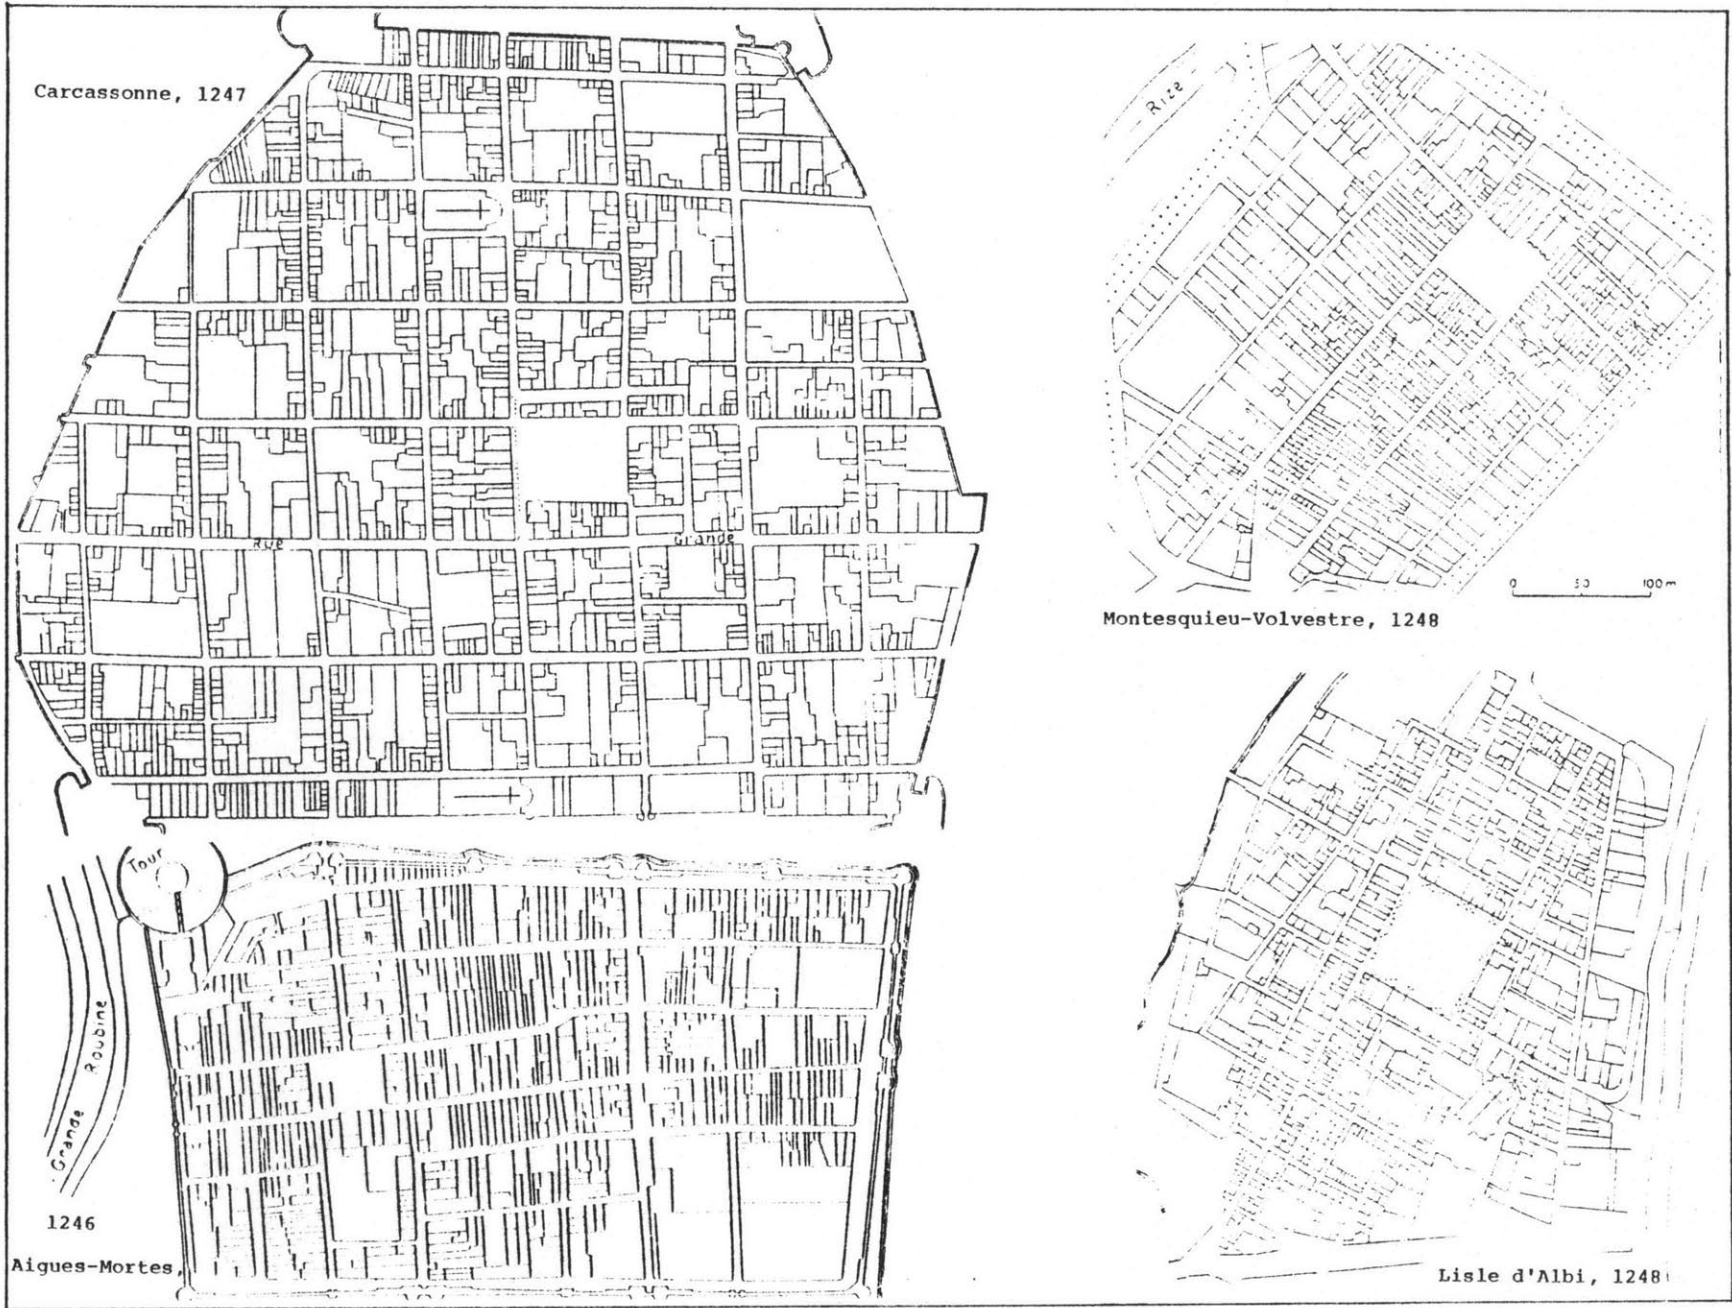 Carcassonne, 1247
Rue Grande
Rize
0 50 100 m
Montesquieu-Volvestre, 1248
Tour
Grande Roubine
1246
Aigues-Mortes,
Lisle d'Albi, 1248